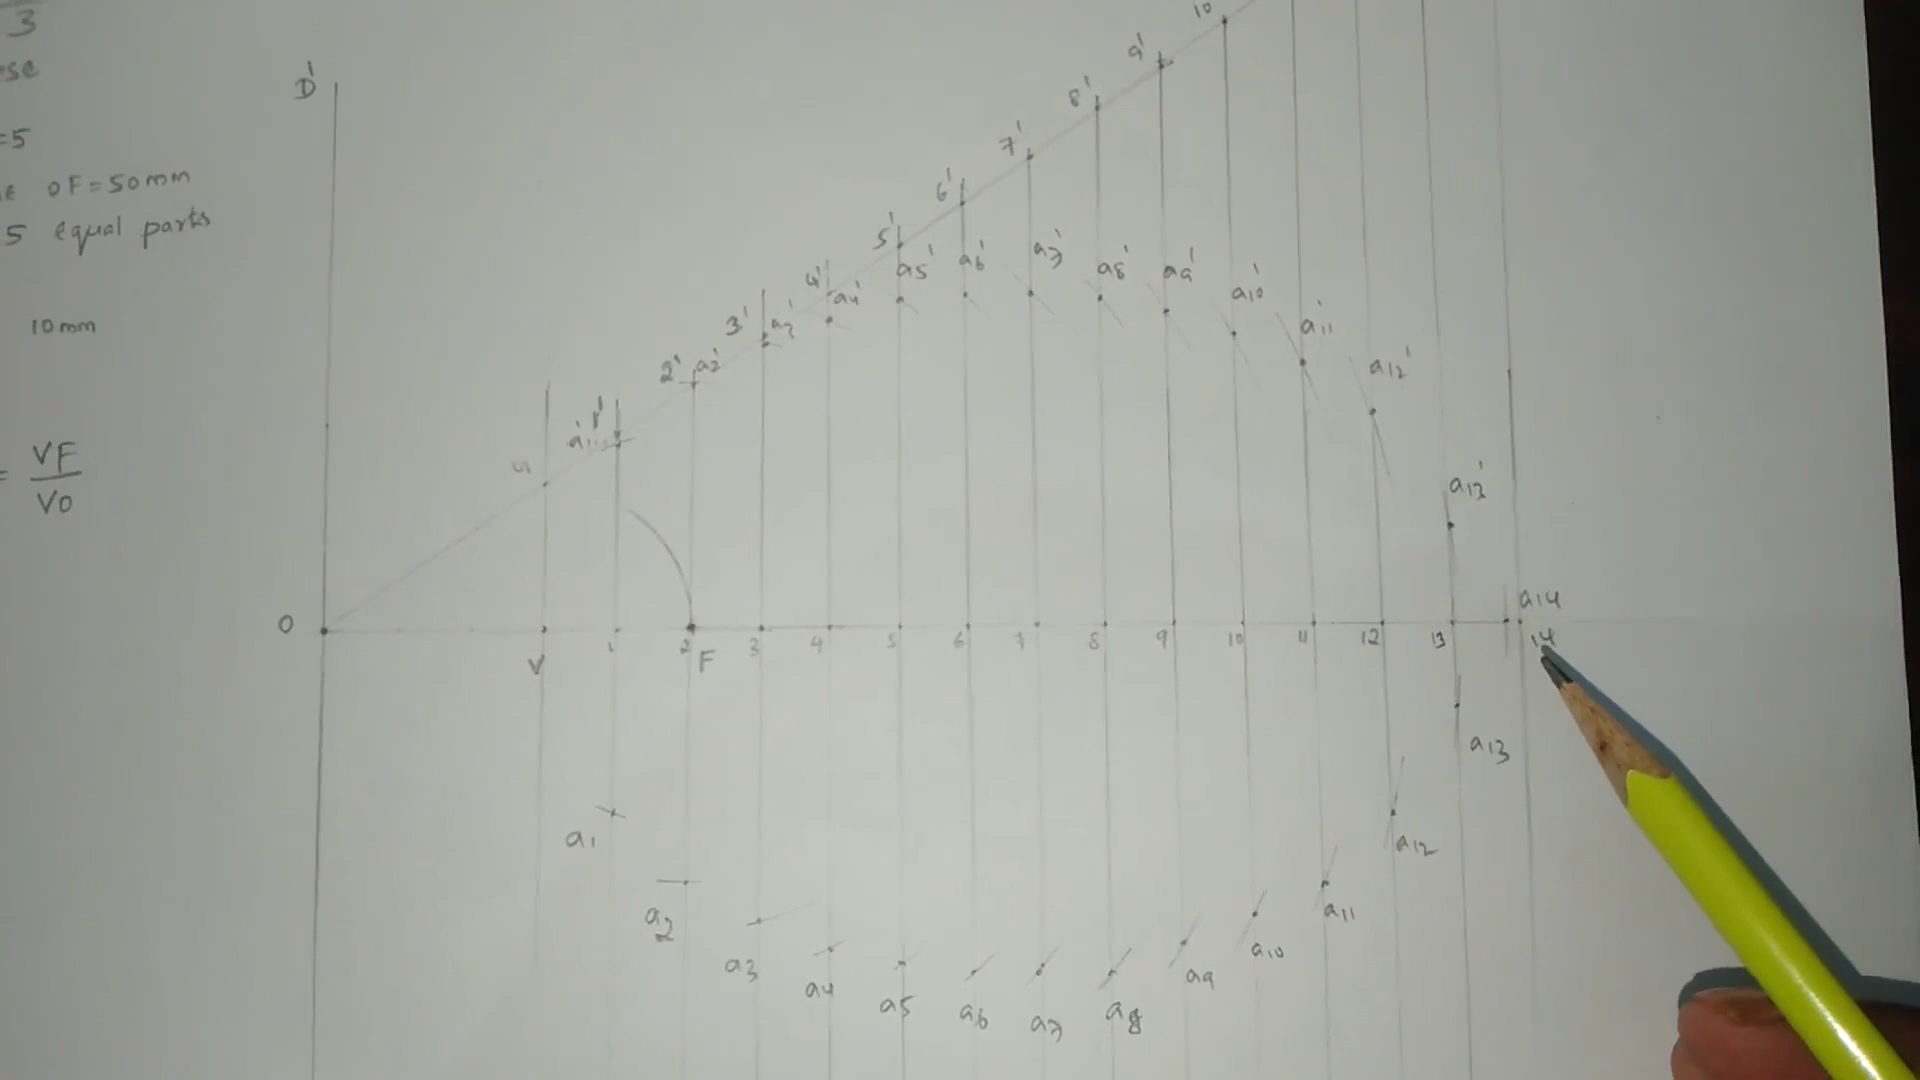 3
se
=5
OF=50mm
5 equal parts
10mm
= VF
VO
D'
O
V
F
1'
2'
3'
4'
5'
6'
7'
8'
9'
10
a1'
a2'
a3'
a4'
a5'
a6'
a7'
a8'
a9'
a10'
a11'
a12'
a13'
a14
1 2 3 4 5 6 7 8 9 10 11 12 13 14
a1
a2
a3
a4
a5
a6
a7
a8
a9
a10
a11
a12
a13